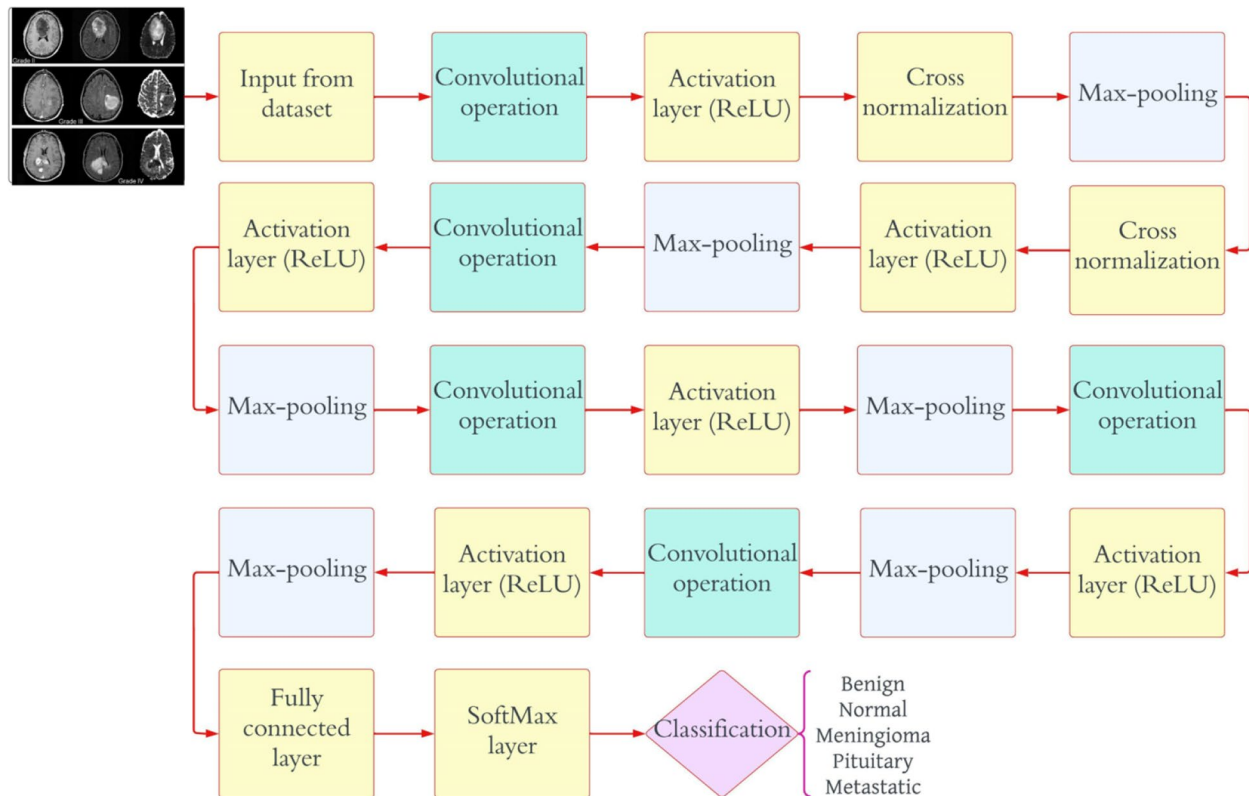 Grade II
Grade III
Grade IV
Input from
dataset
Convolutional
operation
Activation
layer (ReLU)
Cross
normalization
Max-pooling
Activation
layer (ReLU)
Convolutional
operation
Max-pooling
Activation
layer (ReLU)
Cross
normalization
Max-pooling
Convolutional
operation
Activation
layer (ReLU)
Max-pooling
Convolutional
operation
Max-pooling
Activation
layer (ReLU)
Convolutional
operation
Max-pooling
Activation
layer (ReLU)
Fully
connected
layer
SoftMax
layer
Classification
Benign
Normal
Meningioma
Pituitary
Metastatic